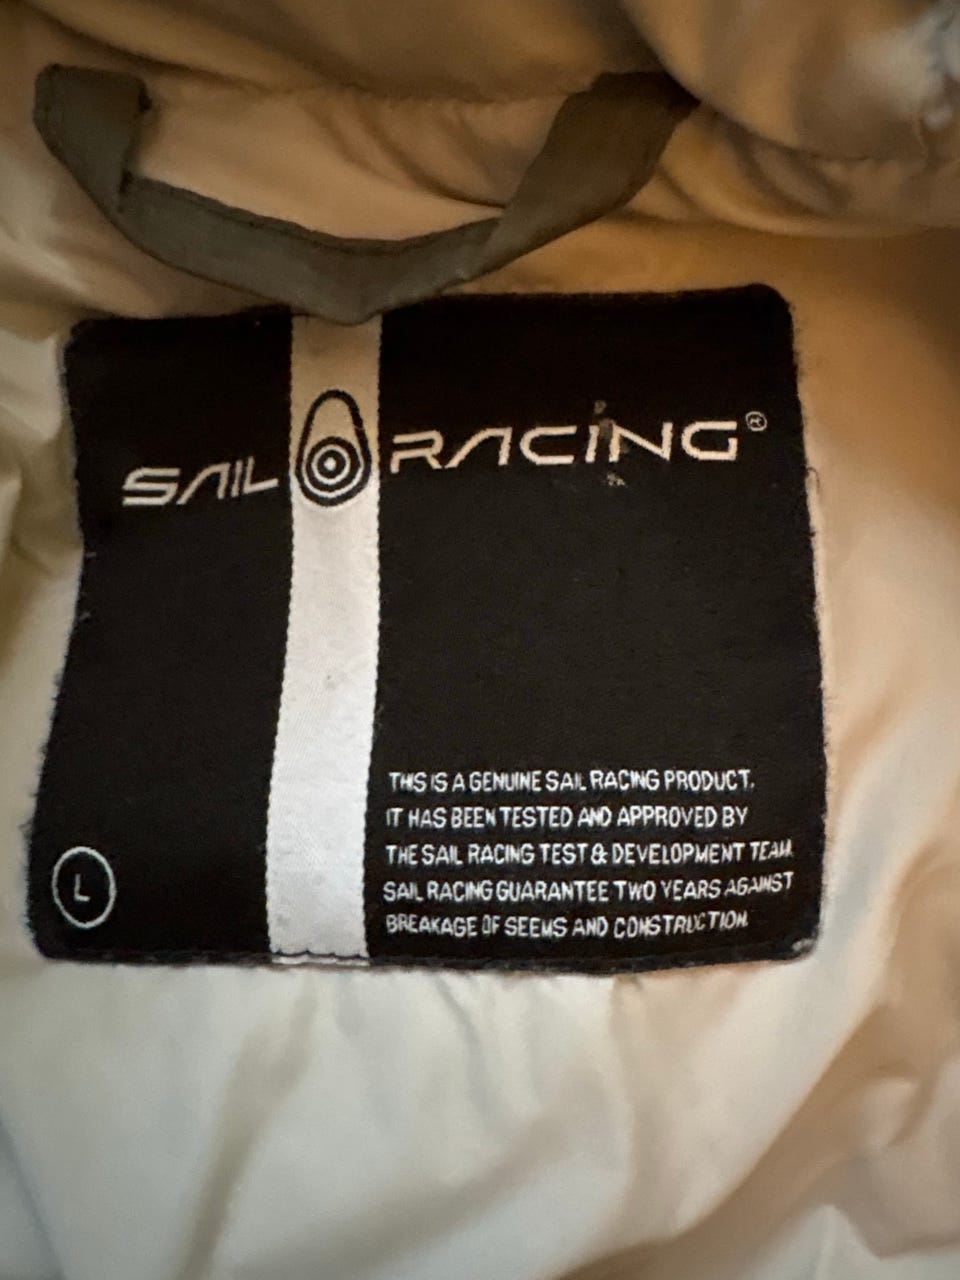 SAIL RACING®
THIS IS A GENUINE SAIL RACING PRODUCT.
IT HAS BEEN TESTED AND APPROVED BY
THE SAIL RACING TEST & DEVELOPMENT TEAM.
SAIL RACING GUARANTEE TWO YEARS AGAINST
BREAKAGE OF SEEMS AND CONSTRUCTION.
L